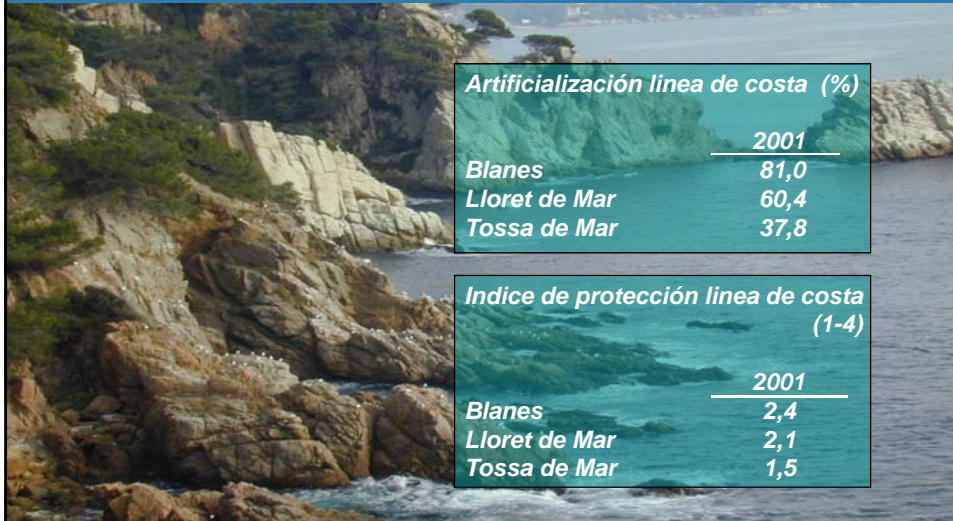 Artificialización linea de costa (%)
2001
Blanes 81,0
Lloret de Mar 60,4
Tossa de Mar 37,8
Indice de protección linea de costa
(1-4)
2001
Blanes 2,4
Lloret de Mar 2,1
Tossa de Mar 1,5